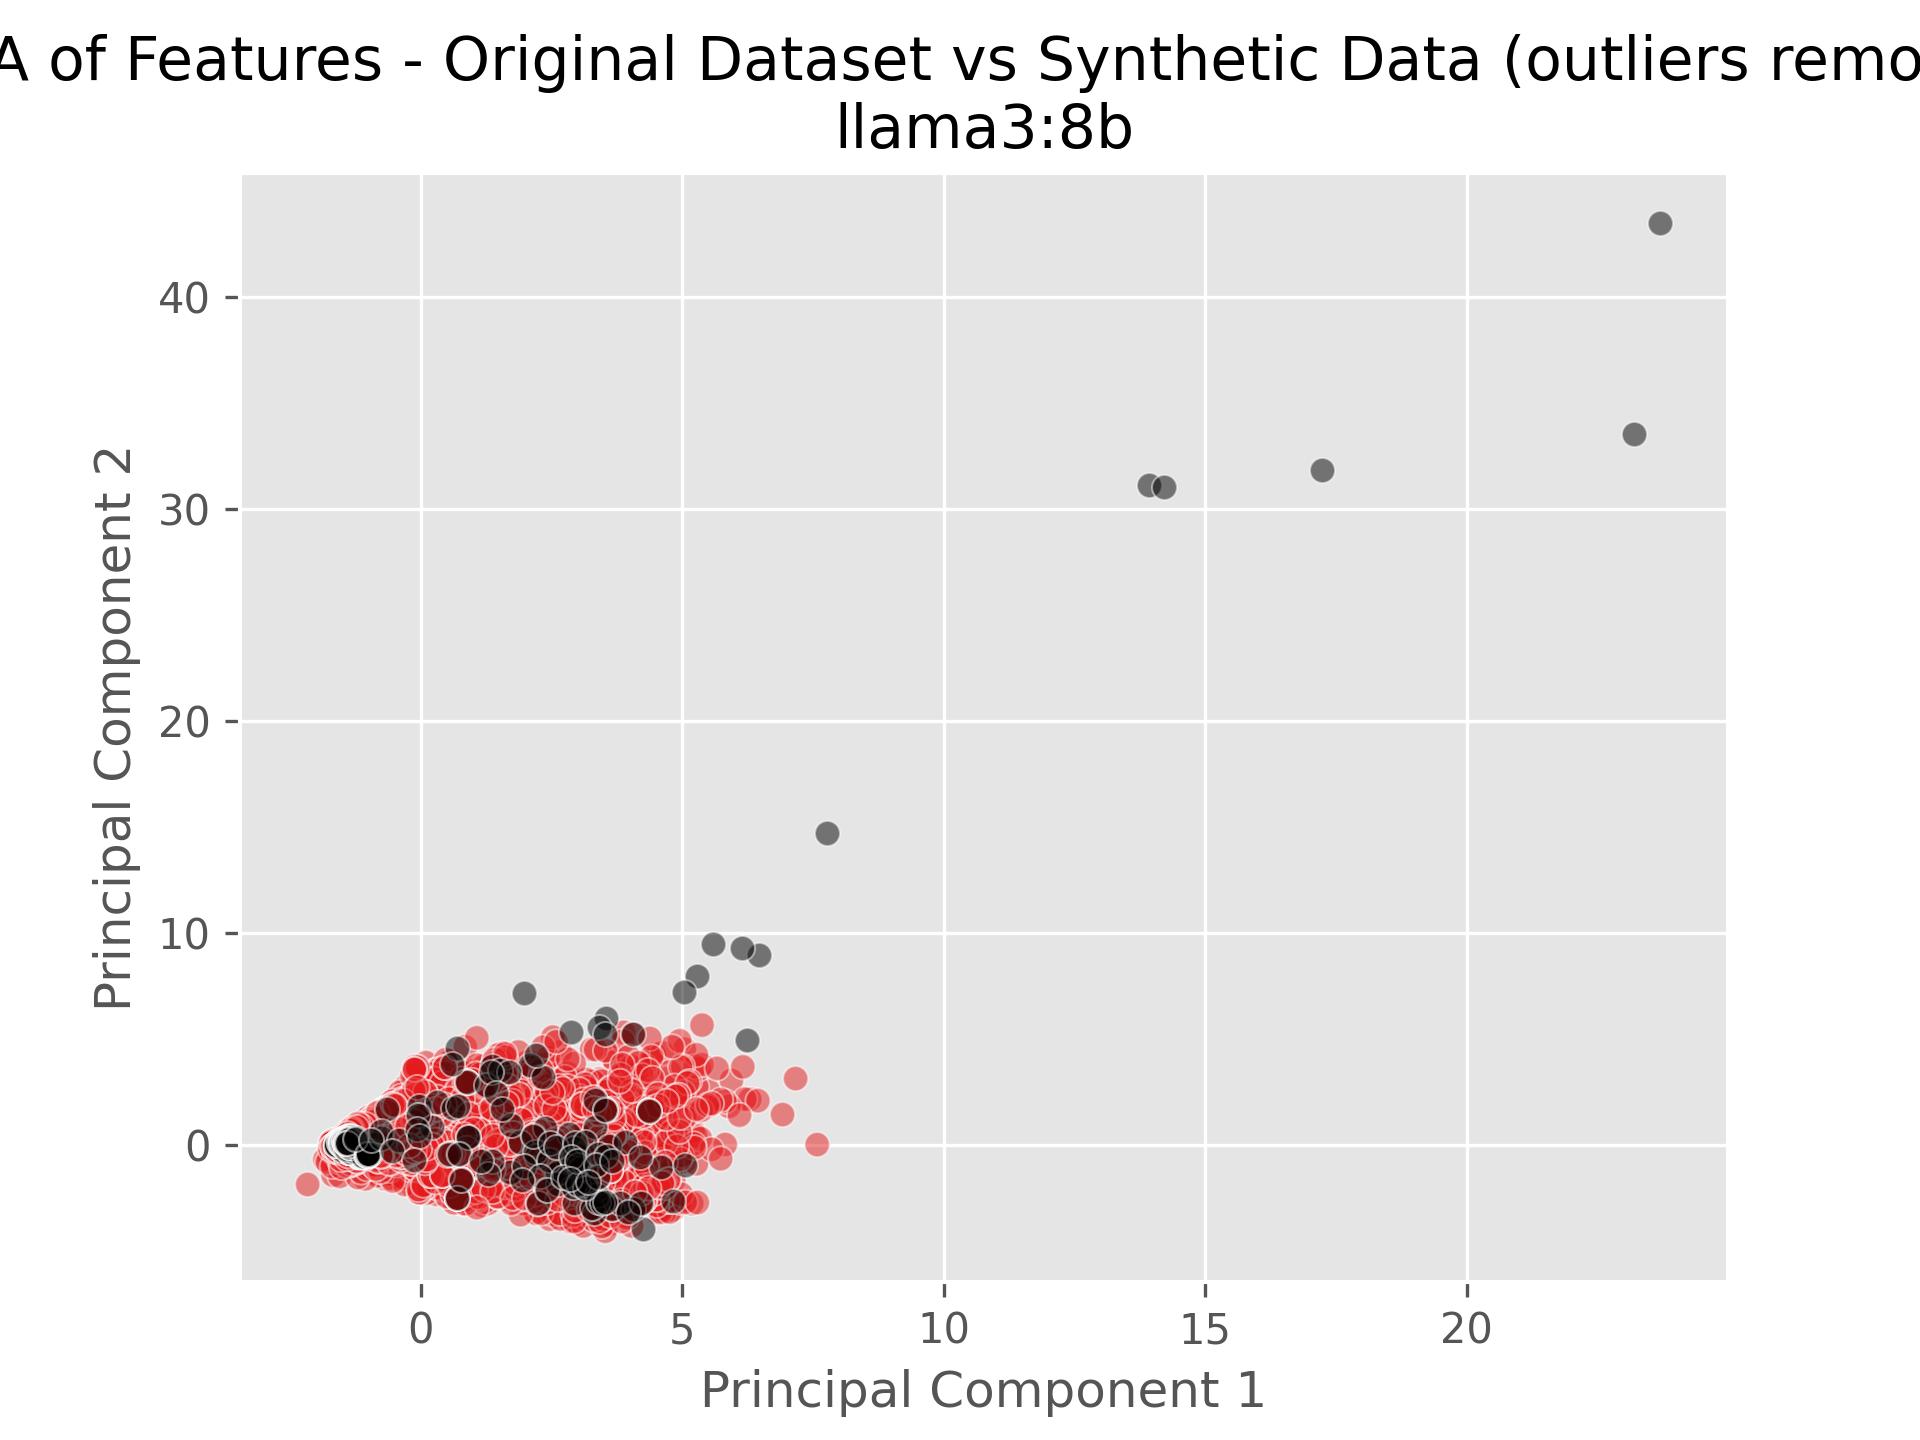 A of Features - Original Dataset vs Synthetic Data (outliers remo
llama3:8b
40
30
20
10
0
Principal Component 2
0 5 10 15 20
Principal Component 1